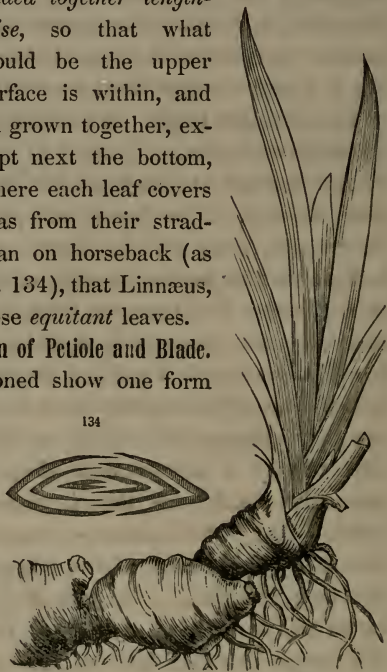 ded together length-
ise, so that what
ould be the upper
rface is within, and
grown together, ex-
pt next the bottom,
here each leaf covers
as from their strad-
an on horseback (as
134), that Linnæus,
se equitant leaves.
n of Petiole and Blade.
oned show one form
134